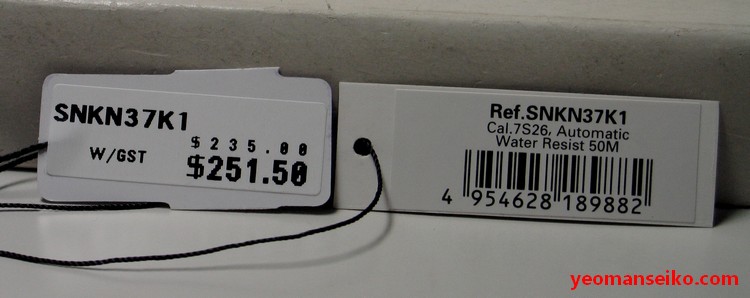 SNKN37K1
$235.00
W/GST
$251.50
Ref.SNKN37K1
Cal.7S26, Automatic
Water Resist 50M
4 954628 189882
yeomanseiko.com